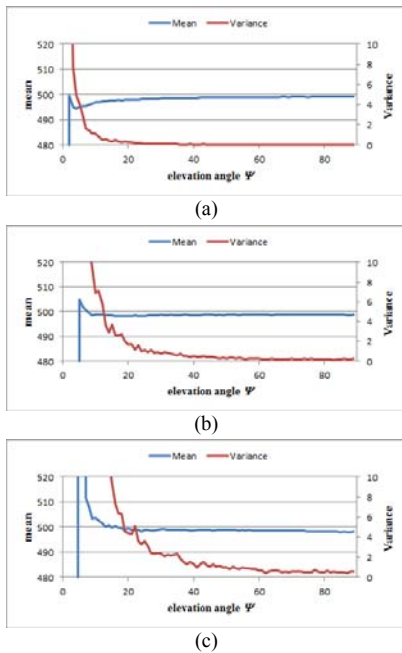 Mean Variance
520 10
510 8
500 6
490 4
480 2
0
0 20 40 60 80
mean
Variance
elevation angle Ψ
(a)
Mean Variance
520 10
510 8
500 6
490 4
480 2
0
0 20 40 60 80
mean
Variance
elevation angle Ψ
(b)
Mean Variance
520 10
510 8
500 6
490 4
480 2
0
0 20 40 60 80
mean
Variance
elevation angle Ψ
(c)